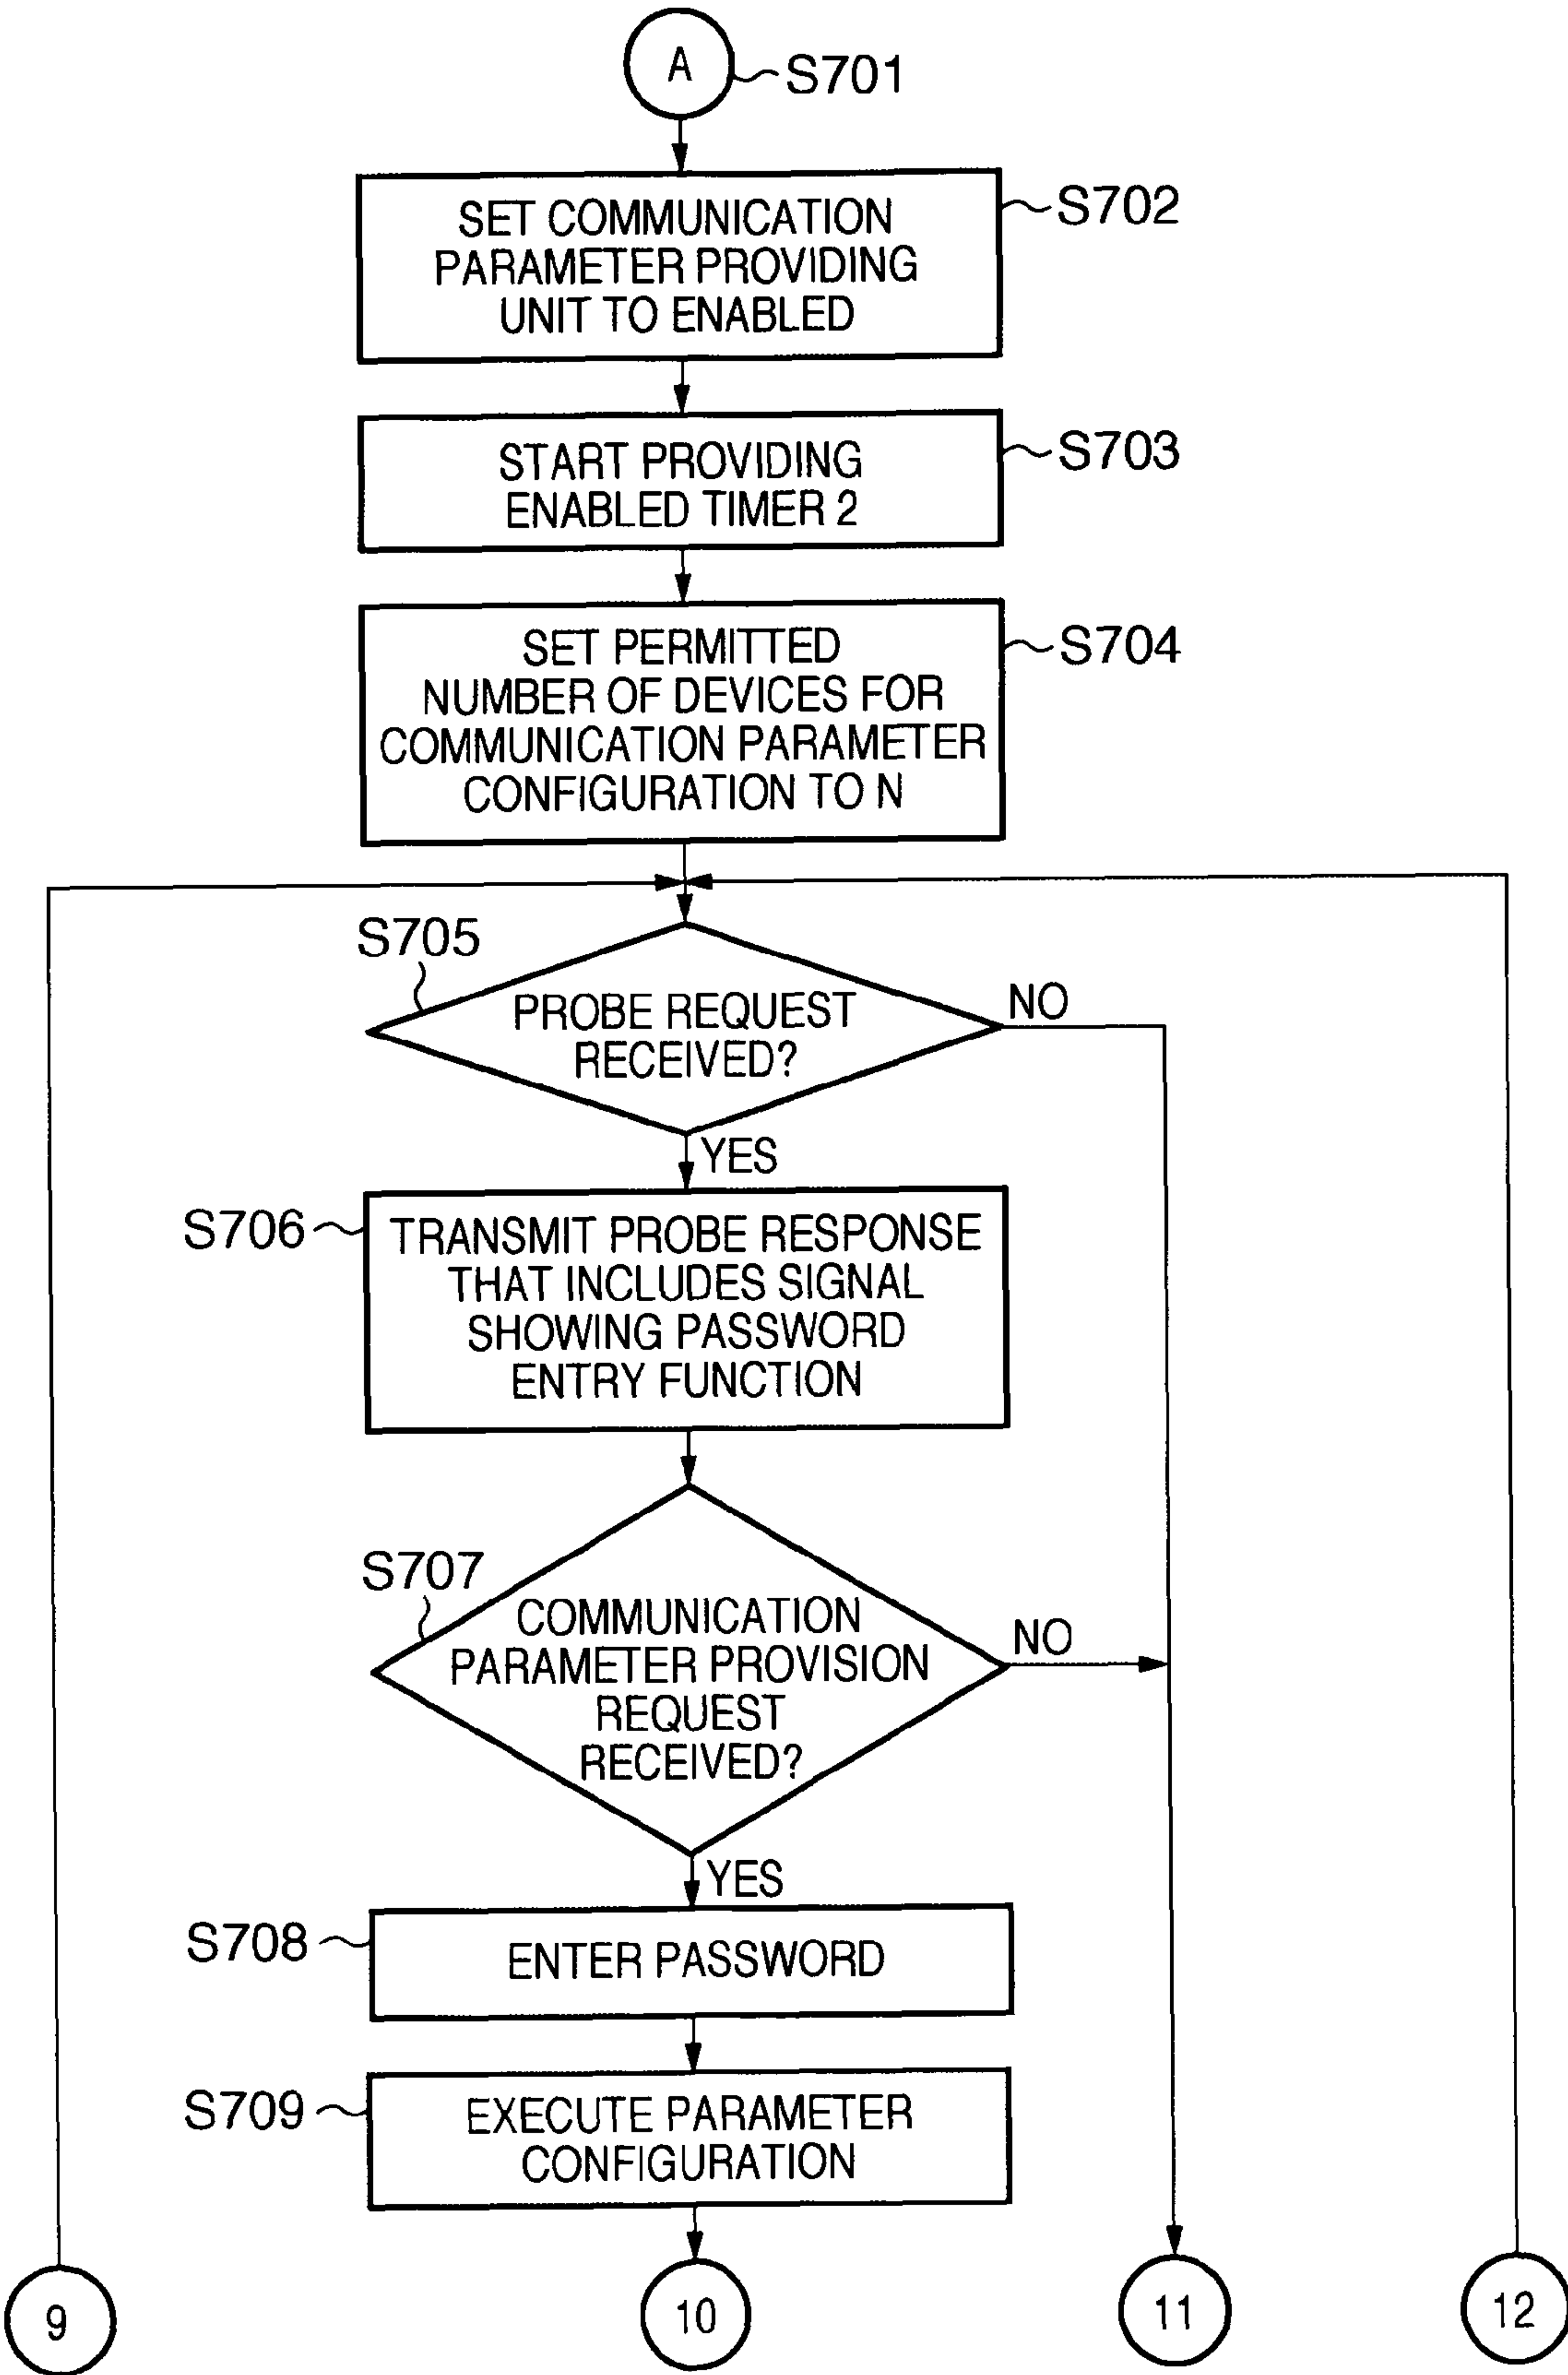 A
S701
SET COMMUNICATION
PARAMETER PROVIDING
UNIT TO ENABLED
S702
START PROVIDING
ENABLED TIMER 2
S703
SET PERMITTED
NUMBER OF DEVICES FOR
COMMUNICATION PARAMETER
CONFIGURATION TO N
S704
S705
PROBE REQUEST
RECEIVED?
NO
YES
S706
TRANSMIT PROBE RESPONSE
THAT INCLUDES SIGNAL
SHOWING PASSWORD
ENTRY FUNCTION
S707
COMMUNICATION
PARAMETER PROVISION
REQUEST
RECEIVED?
NO
YES
S708
ENTER PASSWORD
S709
EXECUTE PARAMETER
CONFIGURATION
9
10
11
12